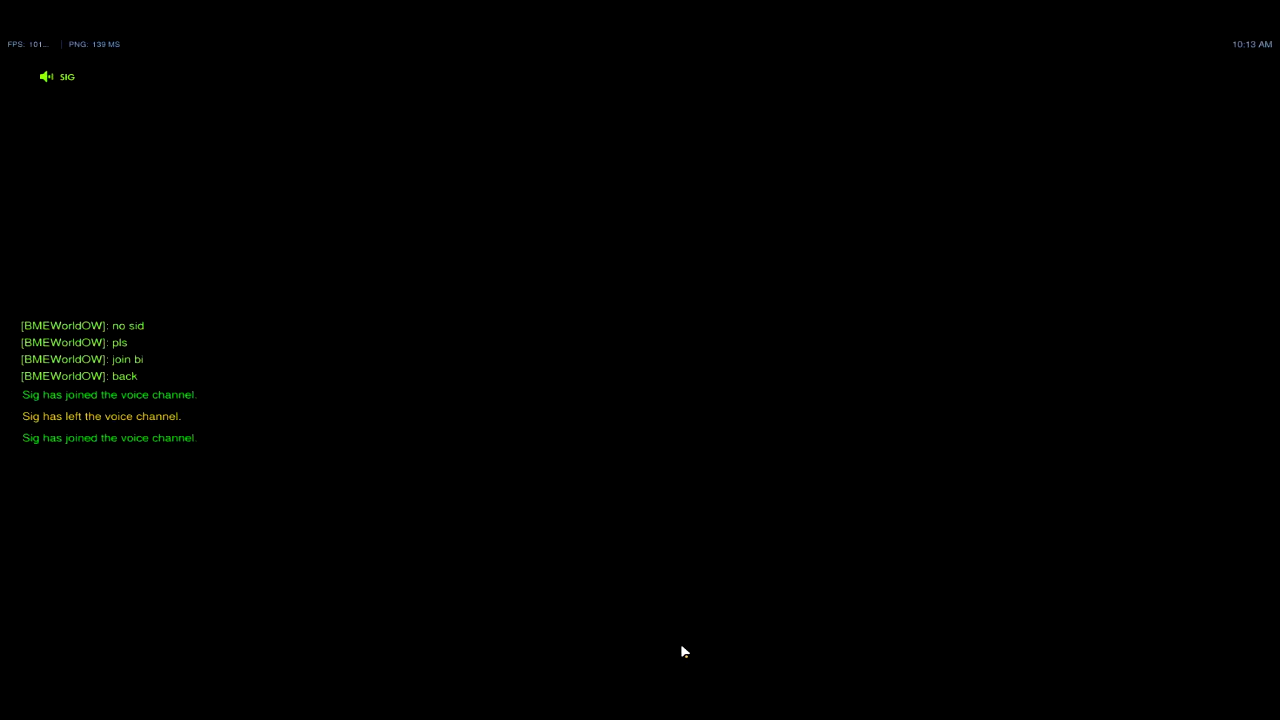 FPS: 101... | PNG: 139 MS
10:13 AM
SIG
[BMEWorldOW]: no sid
[BMEWorldOW]: pls
[BMEWorldOW]: join bi
[BMEWorldOW]: back
Sig has joined the voice channel.
Sig has left the voice channel.
Sig has joined the voice channel.